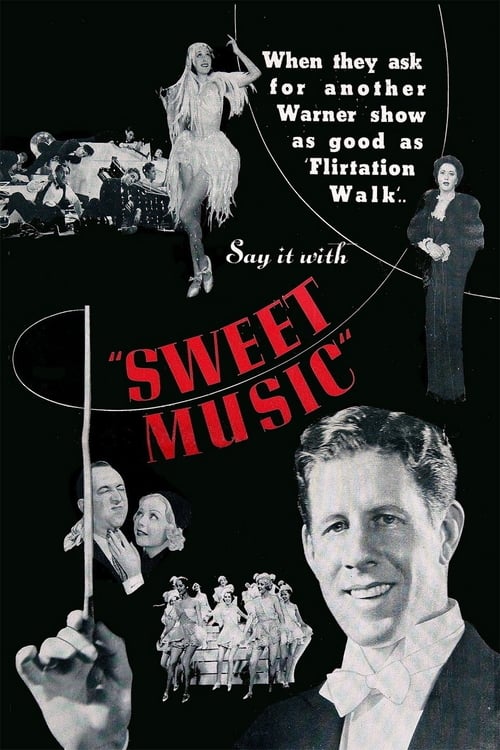 When they ask
for another
Warner show
as good as
'Flirtation
Walk'..
Say it with
"SWEET
MUSIC"